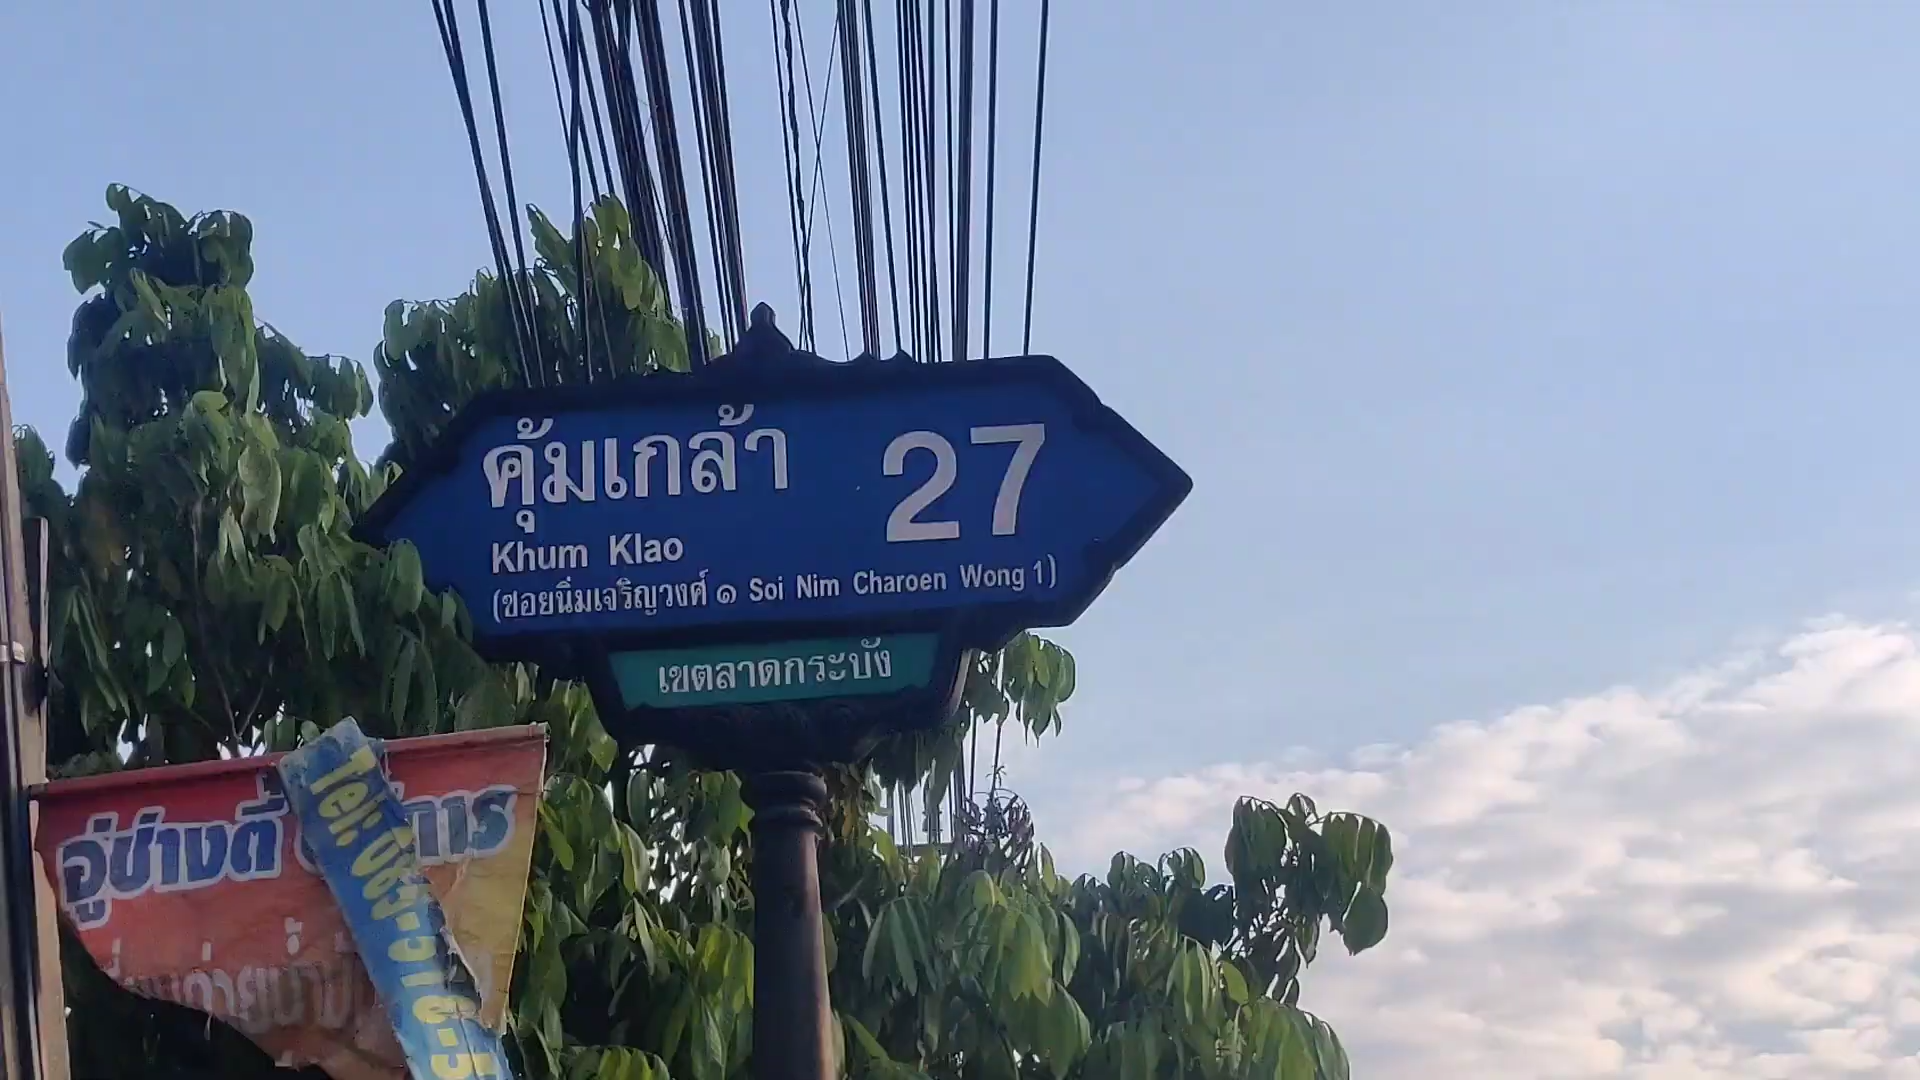 คุ้มเกล้า 27
Khum Klao
(ซอยนิ่มเจริญวงศ์ ๑ Soi Nim Charoen Wong 1)
เขตลาดกระบัง
อู่ช่างตี๋
Tel: